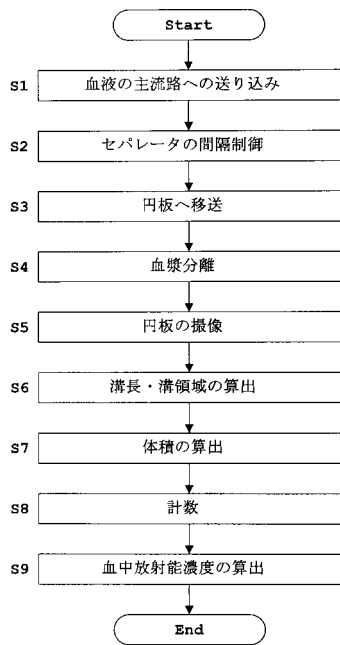 Start
S1 血液の主流路への送り込み
S2 セパレータの間隔制御
S3 円板へ移送
S4 血漿分離
S5 円板の撮像
S6 溝長・溝領域の算出
S7 体積の算出
S8 計数
S9 血中放射能濃度の算出
End